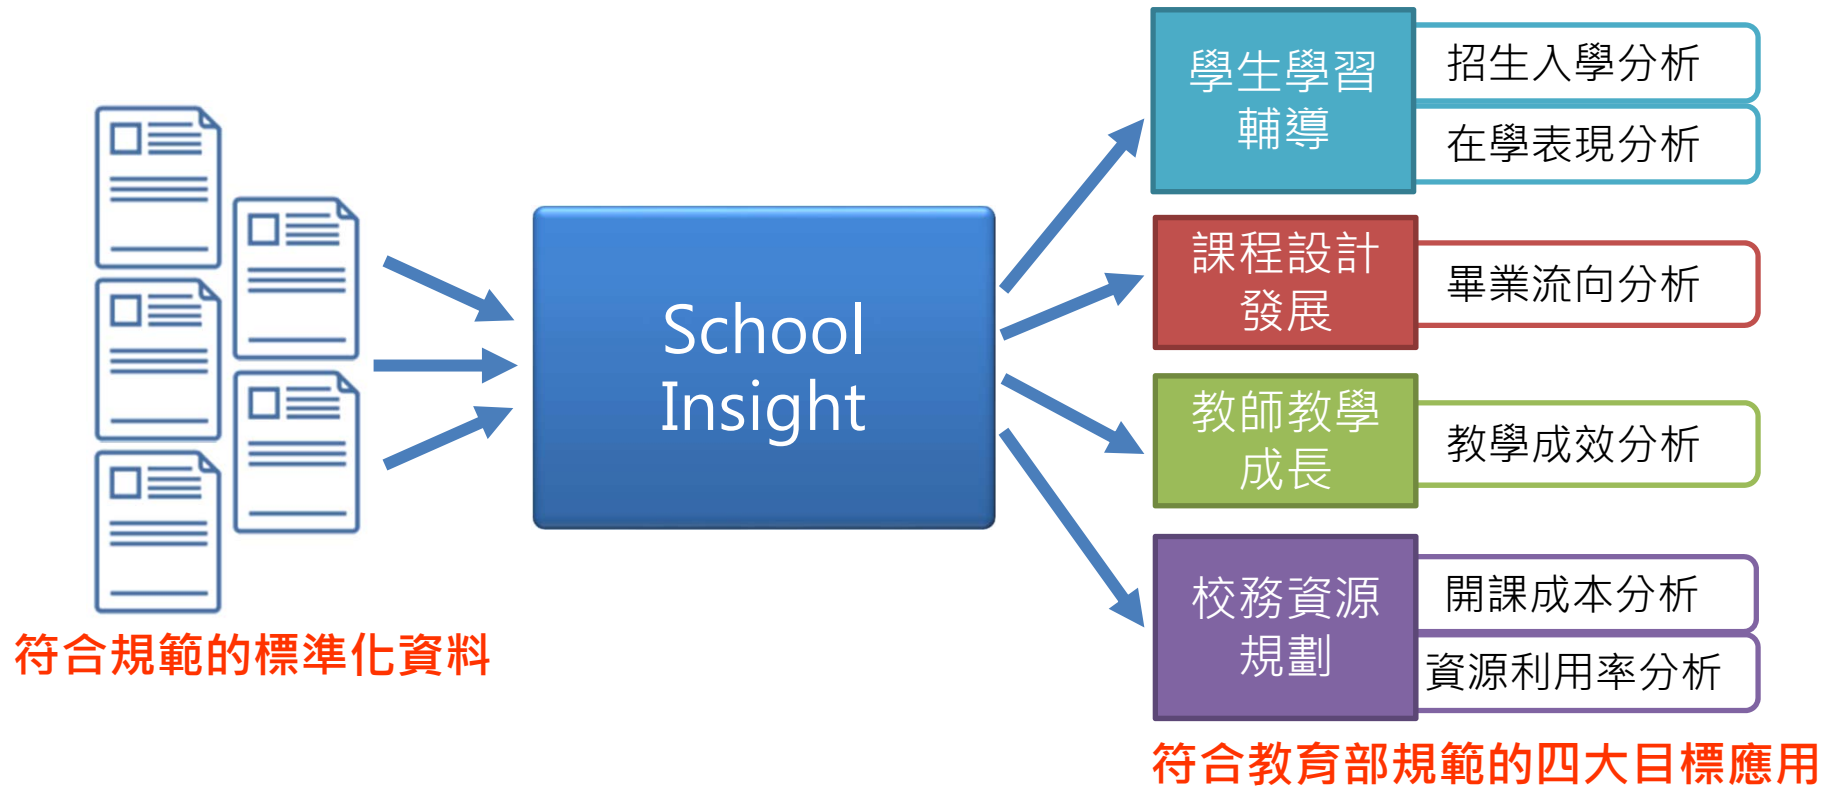 符合規範的標準化資料
School
Insight
學生學習
輔導
招生入學分析
在學表現分析
課程設計
發展
畢業流向分析
教師教學
成長
教學成效分析
校務資源
規劃
開課成本分析
資源利用率分析
符合教育部規範的四大目標應用